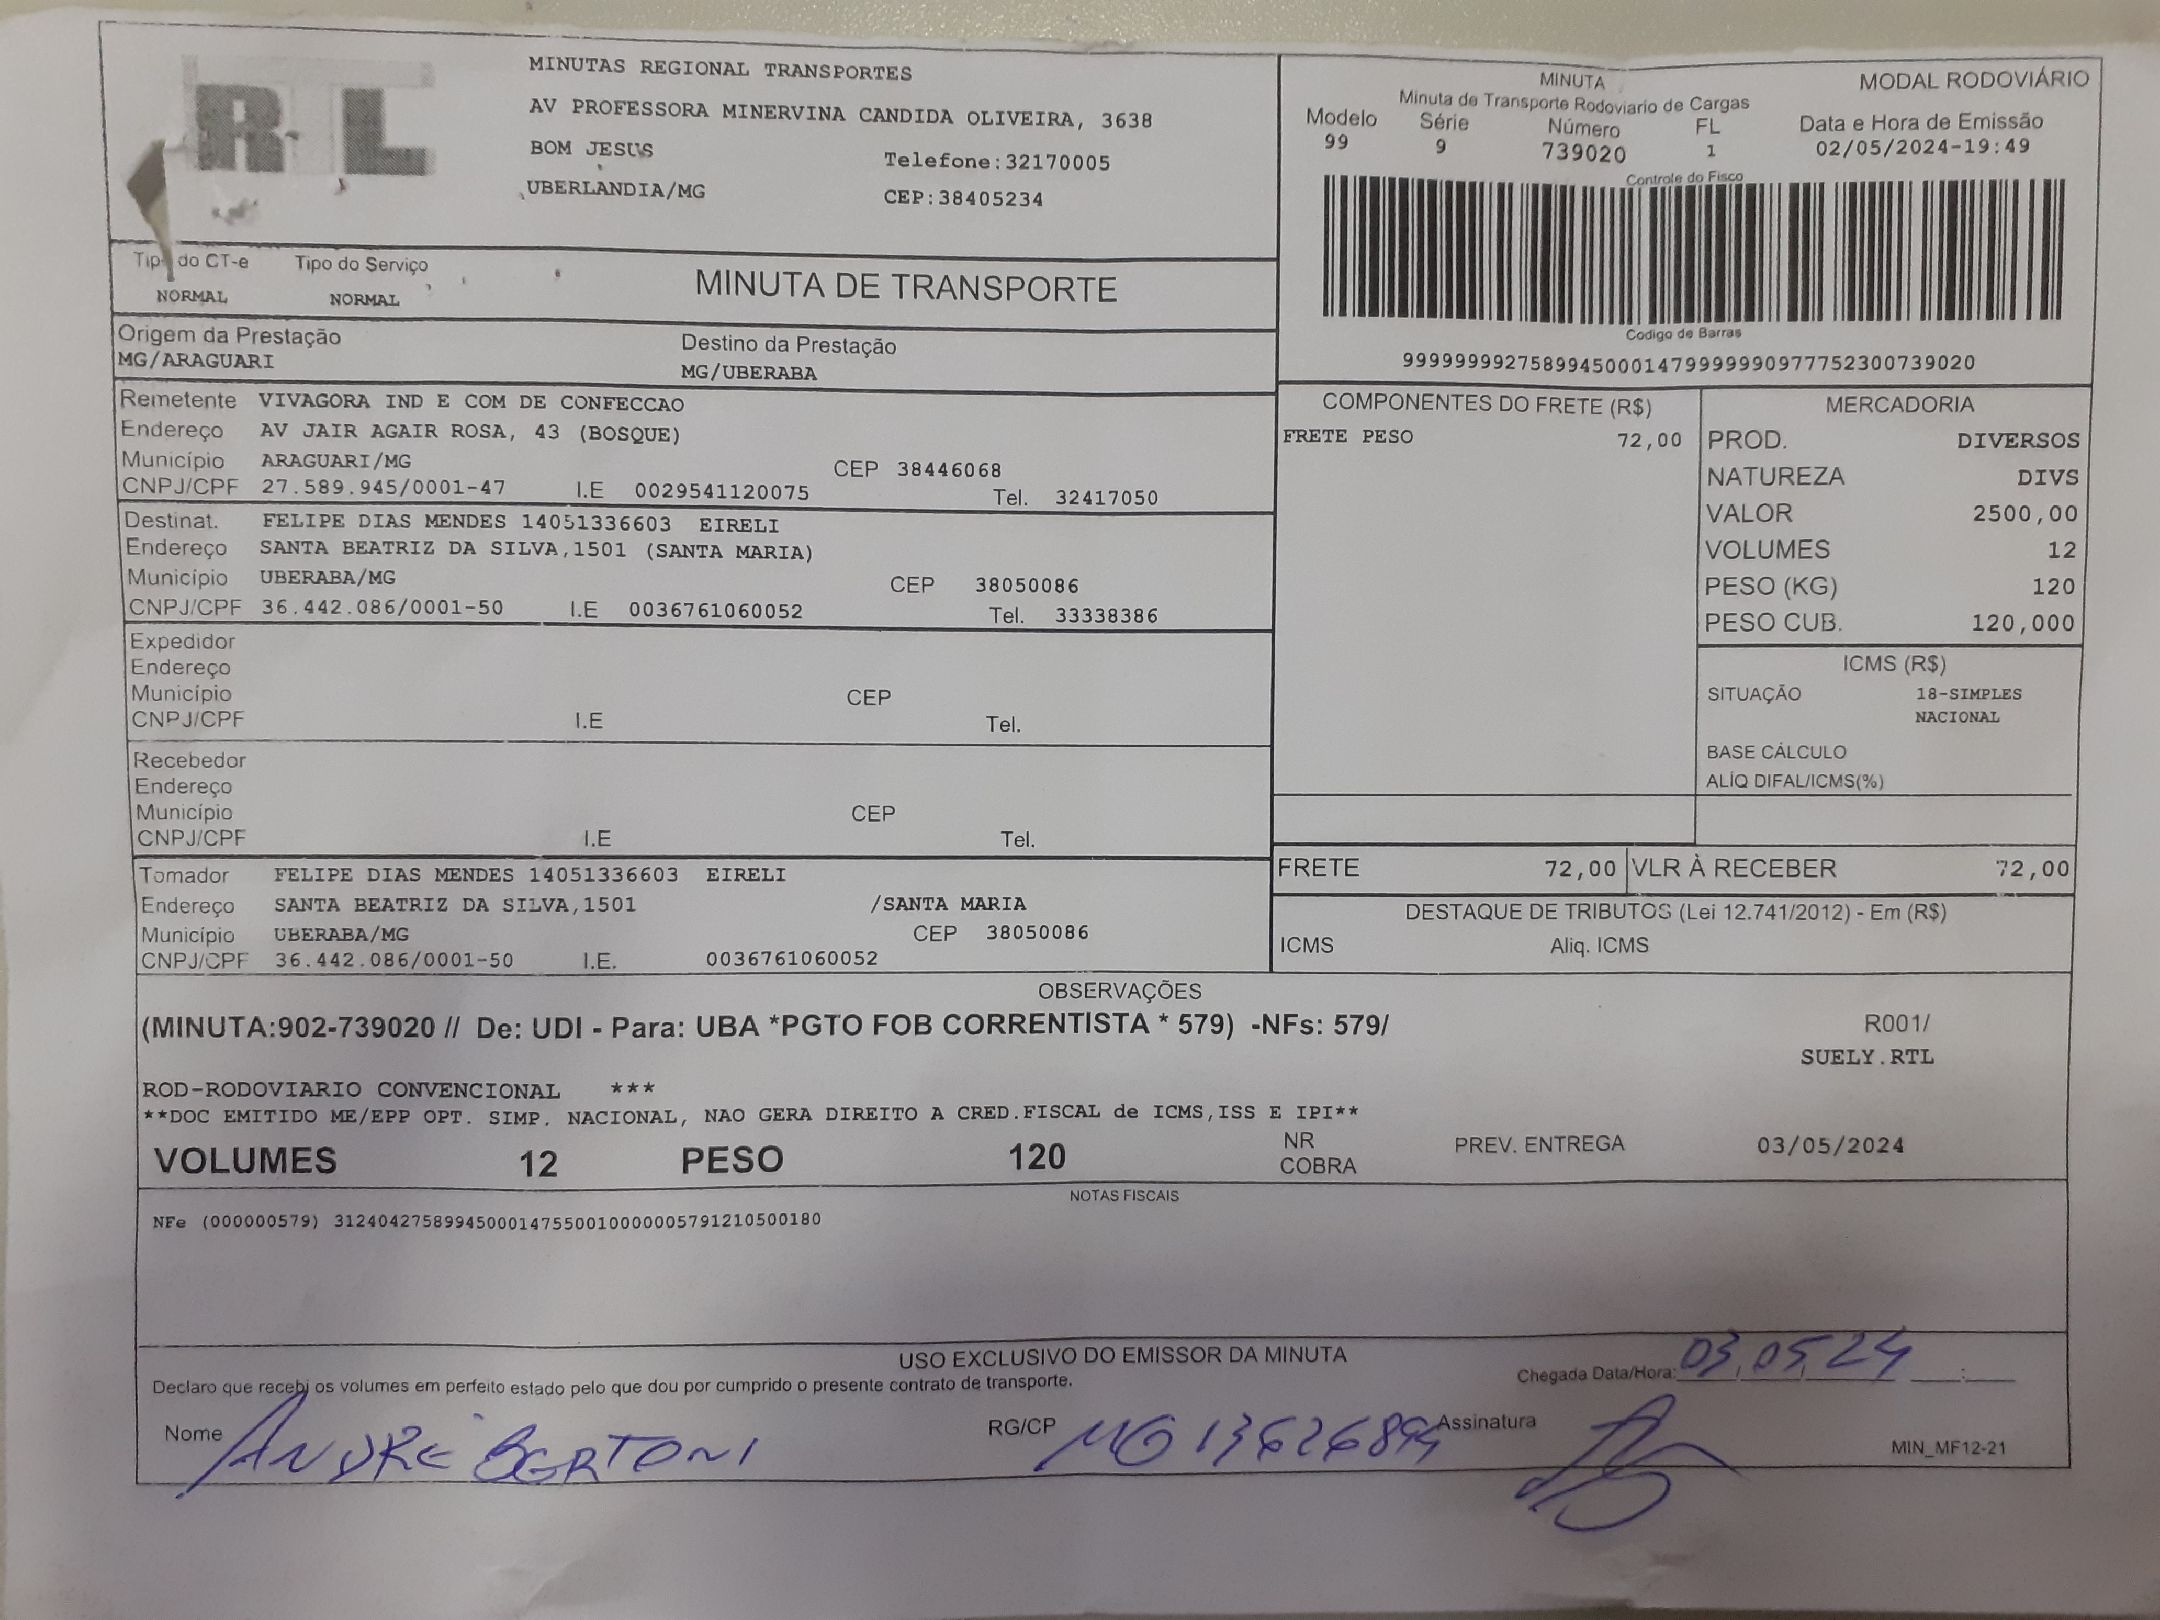 RTL
MINUTAS REGIONAL TRANSPORTES
AV PROFESSORA MINERVINA CANDIDA OLIVEIRA, 3638
BOM JESUS Telefone:32170005
UBERLANDIA/MG CEP:38405234
MINUTA MODAL RODOVIÁRIO
Minuta de Transporte Rodoviario de Cargas
Modelo Série Número FL Data e Hora de Emissão
99 9 739020 1 02/05/2024-19:49
Controle do Fisco
Codigo de Barras
99999999275899450001479999999097775230073902​0
Tipo do CT-e Tipo do Serviço MINUTA DE TRANSPORTE
NORMAL NORMAL
Origem da Prestação Destino da Prestação
MG/ARAGUARI MG/UBERABA
Remetente VIVAGORA IND E COM DE CONFECCAO
Endereço AV JAIR AGAIR ROSA, 43 (BOSQUE)
Município ARAGUARI/MG CEP 38446068
CNPJ/CPF 27.589.945/0001-47 I.E 0029541120075 Tel. 32417050
Destinat. FELIPE DIAS MENDES 14051336603 EIRELI
Endereço SANTA BEATRIZ DA SILVA,1501 (SANTA MARIA)
Município UBERABA/MG CEP 38050086
CNPJ/CPF 36.442.086/0001-50 I.E 0036761060052 Tel. 33338386
Expedidor
Endereço
Município CEP
CNPJ/CPF I.E Tel.
Recebedor
Endereço
Município CEP
CNPJ/CPF I.E Tel.
Tomador FELIPE DIAS MENDES 14051336603 EIRELI
Endereço SANTA BEATRIZ DA SILVA,1501 /SANTA MARIA
Município UBERABA/MG CEP 38050086
CNPJ/CPF 36.442.086/0001-50 I.E. 0036761060052
COMPONENTES DO FRETE (R$)
FRETE PESO 72,00
MERCADORIA
PROD. DIVERSOS
NATUREZA DIVS
VALOR 2500,00
VOLUMES 12
PESO (KG) 120
PESO CUB. 120,000
ICMS (R$)
SITUAÇÃO 18-SIMPLES
NACIONAL
BASE CÁLCULO
ALÍQ DIFAL/ICMS(%)
FRETE 72,00 VLR À RECEBER 72,00
DESTAQUE DE TRIBUTOS (Lei 12.741/2012) - Em (R$)
ICMS Aliq. ICMS
OBSERVAÇÕES
(MINUTA:902-739020 // De: UDI - Para: UBA *PGTO FOB CORRENTISTA * 579) -NFs: 579/ R001/
SUELY.RTL
ROD-RODOVIARIO CONVENCIONAL ***
**DOC EMITIDO ME/EPP OPT. SIMP. NACIONAL, NAO GERA DIREITO A CRED.FISCAL de ICMS,ISS E IPI**
VOLUMES 12 PESO 120 NR COBRA PREV. ENTREGA 03/05/2024
NOTAS FISCAIS
NFe (000000579) 31240427589945000147550010000005791210500180
USO EXCLUSIVO DO EMISSOR DA MINUTA
Declaro que recebi os volumes em perfeito estado pelo que dou por cumprido o presente contrato de transporte. Chegada Data/Hora: 03,05,24 :
Nome ANDRÉ BERTONI RG/CP MG 13626894 Assinatura
MIN_MF12-21